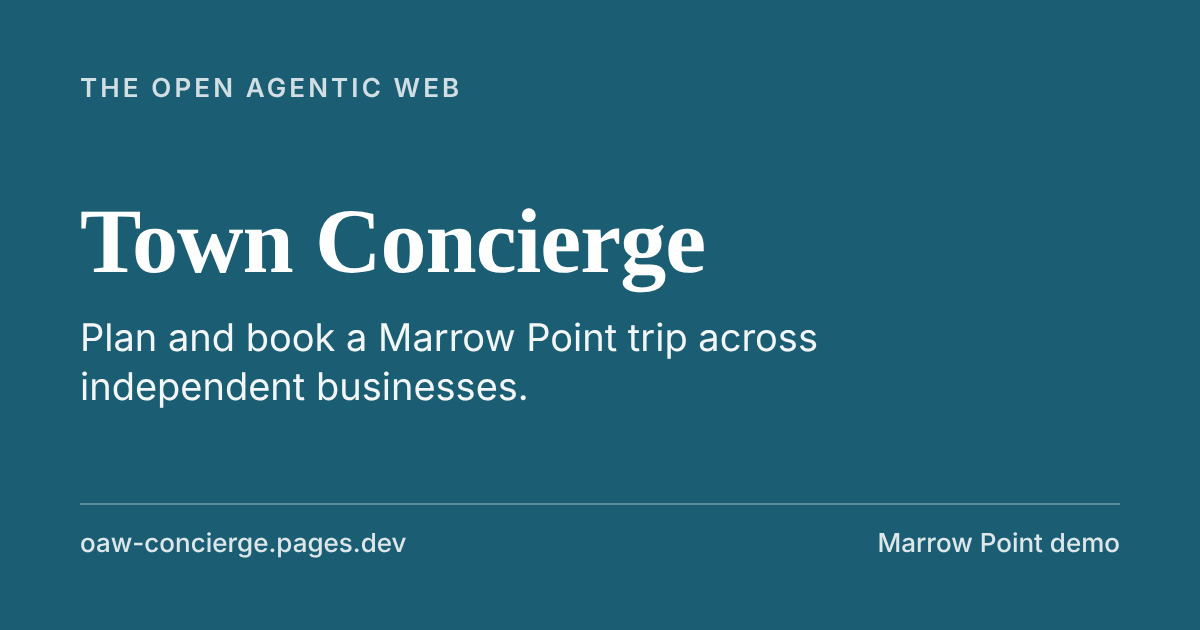 THE OPEN AGENTIC WEB
Town Concierge
Plan and book a Marrow Point trip across
independent businesses.
oaw-concierge.pages.dev
Marrow Point demo